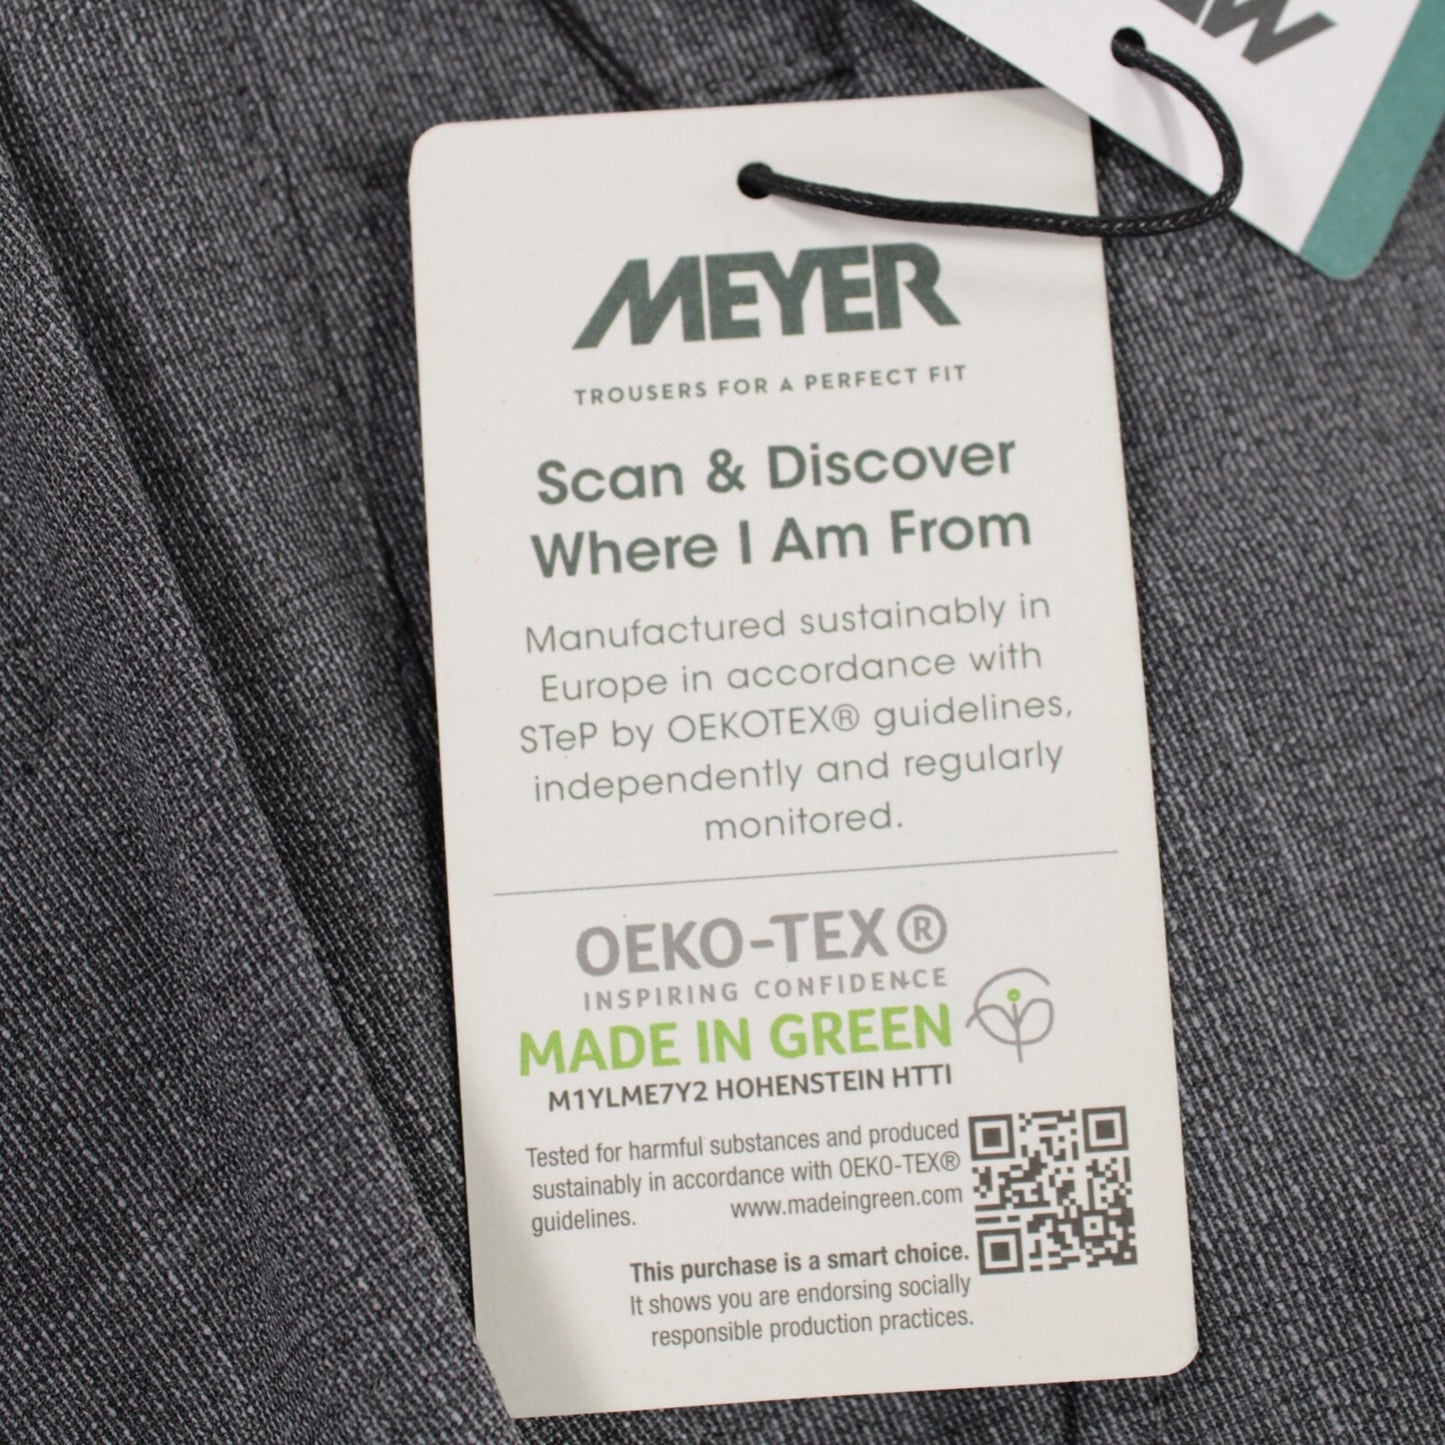 MEYER
TROUSERS FOR A PERFECT FIT
Scan & Discover
Where I Am From
Manufactured sustainably in
Europe in accordance with
STeP by OEKOTEX® guidelines,
independently and regularly
monitored.
OEKO-TEX®
INSPIRING CONFIDENCE
MADE IN GREEN
M1YLME7Y2 HOHENSTEIN HTTI
Tested for harmful substances and produced
sustainably in accordance with OEKO-TEX®
guidelines. www.madeingreen.com
This purchase is a smart choice.
It shows you are endorsing socially
responsible production practices.